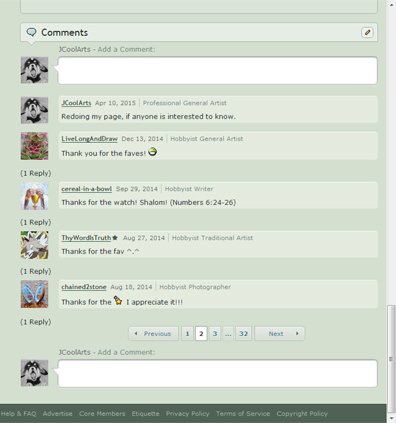 Comments
JCoolArts - Add a Comment:
JCoolArts Apr 10, 2015 Professional General Artist
Redoing my page, if anyone is interested to know.
LiveLongAndDraw Dec 13, 2014 Hobbyist General Artist
Thank you for the faves!
(1 Reply)
cereal-in-a-bowl Sep 29, 2014 Hobbyist Writer
Thanks for the watch! Shalom! (Numbers 6:24-26)
(1 Reply)
ThyWordIsTruth Aug 27, 2014 Hobbyist Traditional Artist
Thanks for the fav ^.^
(1 Reply)
chained2stone Aug 18, 2014 Hobbyist Photographer
Thanks for the I appreciate it!!!
(1 Reply)
Previous 1 2 3 ... 32 Next
JCoolArts - Add a Comment:
Help & FAQ Advertise Core Members Etiquette Privacy Policy Terms of Service Copyright Policy